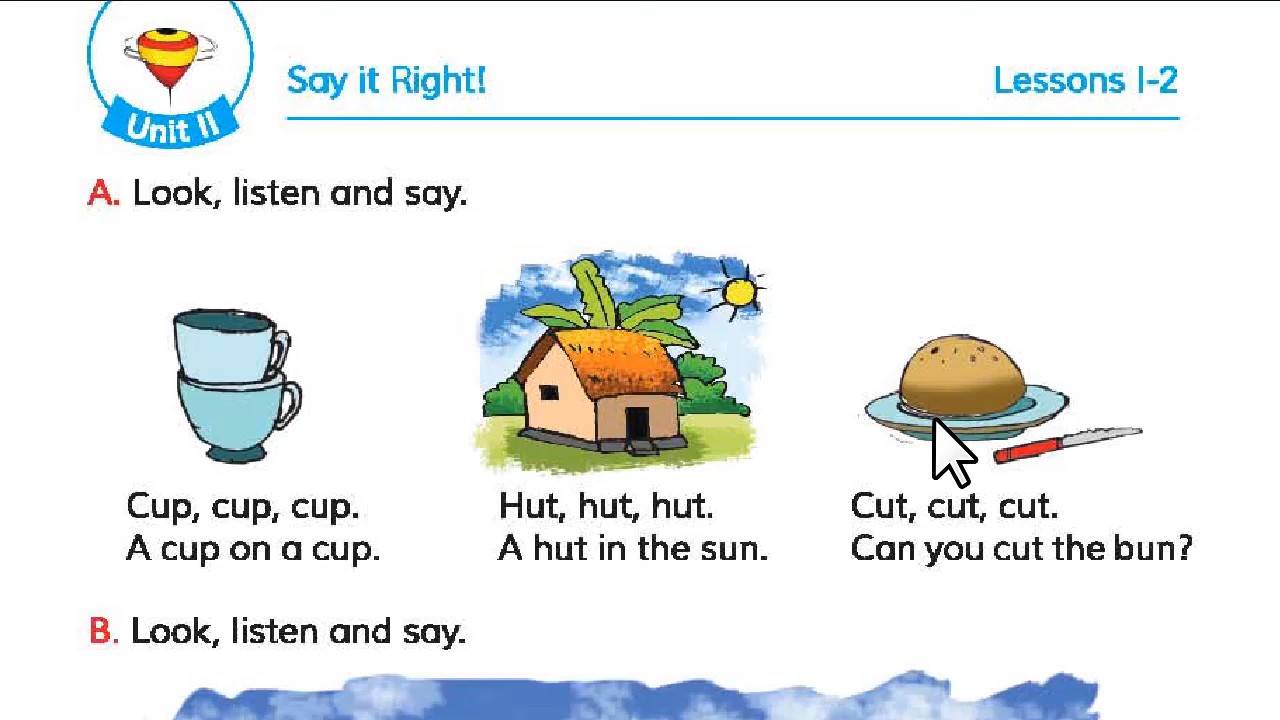 Unit 11
Say it Right!
Lessons 1-2
A. Look, listen and say.
Cup, cup, cup.
A cup on a cup.
Hut, hut, hut.
A hut in the sun.
Cut, cut, cut.
Can you cut the bun?
B. Look, listen and say.